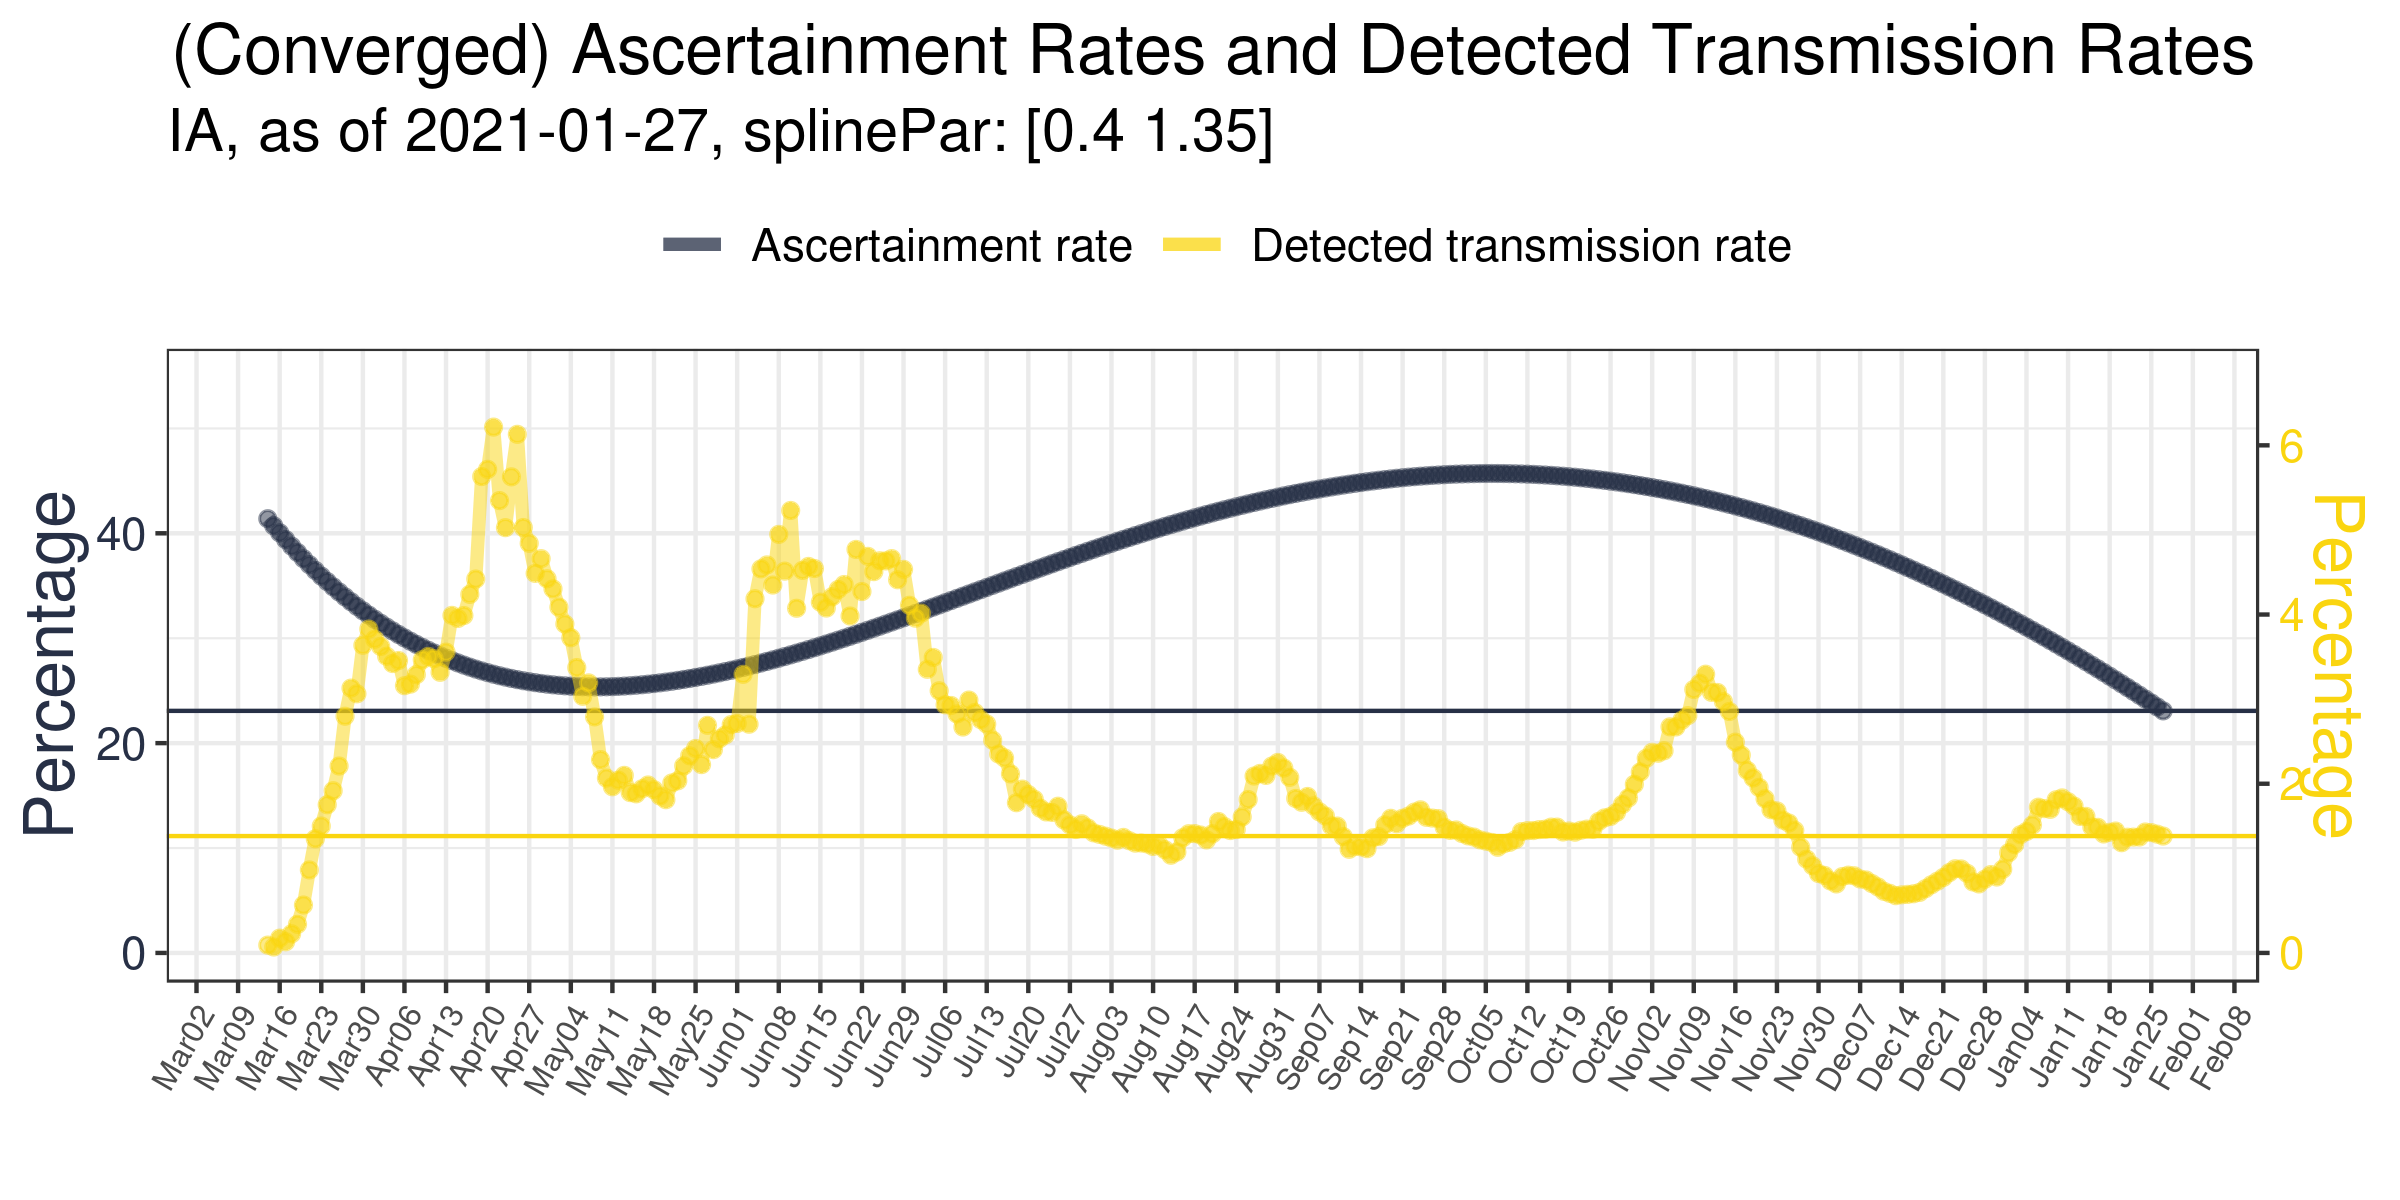 (Converged) Ascertainment Rates and Detected Transmission Rates
IA, as of 2021-01-27, splinePar: [0.4 1.35]
Ascertainment rate Detected transmission rate
Percentage
40
20
0
6
4
2
0
Percentage
Mar02 Mar09 Mar16 Mar23 Mar30 Apr06 Apr13 Apr20 Apr27 May04 May11 May18 May25 Jun01 Jun08 Jun15 Jun22 Jun29 Jul06 Jul13 Jul20 Jul27 Aug03 Aug10 Aug17 Aug24 Aug31 Sep07 Sep14 Sep21 Sep28 Oct05 Oct12 Oct19 Oct26 Nov02 Nov09 Nov16 Nov23 Nov30 Dec07 Dec14 Dec21 Dec28 Jan04 Jan11 Jan18 Jan25 Feb01 Feb08